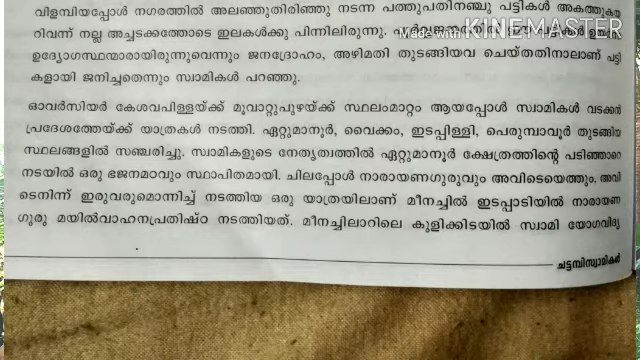 വിളമ്പിയപ്പോൾ നഗരത്തിൽ അലഞ്ഞുതിരിഞ്ഞു നടന്ന പത്തുപതിനഞ്ചു പട്ടികൾ അകത്തുക
റിവന്ന് നല്ല അച്ചടക്കത്തോടെ ഇലകൾക്കു പിന്നിലിരുന്നു.
Made with KINEMASTER
ഉദ്യോഗസ്ഥന്മാരായിരുന്നുവെന്നും ജനദ്രോഹം, അഴിമതി തുടങ്ങിയവ ചെയ്തതിനാലാണ് പട്ടി
കളായി ജനിച്ചതെന്നും സ്വാമികൾ പറഞ്ഞു.
ഓവർസിയർ കേശവപിള്ളയ്ക്ക് മൂവാറ്റുപുഴയ്ക്ക് സ്ഥലംമാറ്റം ആയപ്പോൾ സ്വാമികൾ വടക്കൻ
പ്രദേശത്തേയ്ക്ക് യാത്രകൾ നടത്തി. ഏറ്റുമാനൂർ, വൈക്കം, ഇടപ്പിള്ളി, പെരുമ്പാവൂർ തുടങ്ങിയ
സ്ഥലങ്ങളിൽ സഞ്ചരിച്ചു. സ്വാമികളുടെ നേതൃത്വത്തിൽ ഏറ്റുമാനൂർ ക്ഷേത്രത്തിന്റെ പടിഞ്ഞാറെ
നടയിൽ ഒരു ഭജനമഠവും സ്ഥാപിതമായി. ചിലപ്പോൾ നാരായണഗുരുവും അവിടെയെത്തും. അവി
ടെനിന്ന് ഇരുവരുമൊന്നിച്ച് നടത്തിയ ഒരു യാത്രയിലാണ് മീനച്ചിൽ ഇടപ്പാടിയിൽ നാരായണ
ഗുരു മയിൽവാഹനപ്രതിഷ്ഠ നടത്തിയത്. മീനച്ചിലാറിലെ കുളിക്കിടയിൽ സ്വാമി യോഗവിദ്യ
ചട്ടമ്പിസ്വാമികൾ